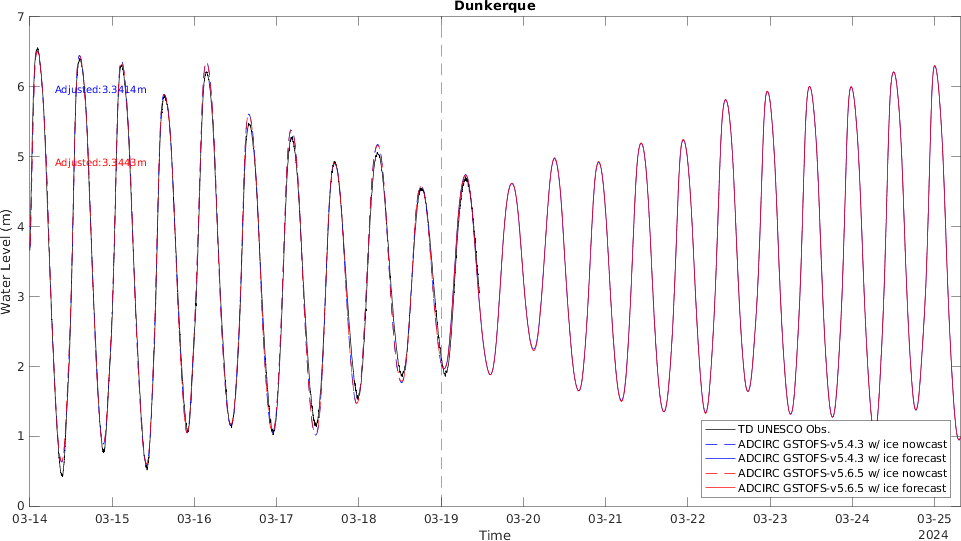 Dunkerque
7
6
5
4
3
2
1
0
Water Level (m)
Adjusted:3.3414m
Adjusted:3.3443m
TD UNESCO Obs.
ADCIRC GSTOFS-v5.4.3 w/ ice nowcast
ADCIRC GSTOFS-v5.4.3 w/ ice forecast
ADCIRC GSTOFS-v5.6.5 w/ ice nowcast
ADCIRC GSTOFS-v5.6.5 w/ ice forecast
03-14 03-15 03-16 03-17 03-18 03-19 03-20 03-21 03-22 03-23 03-24 03-25
Time
2024